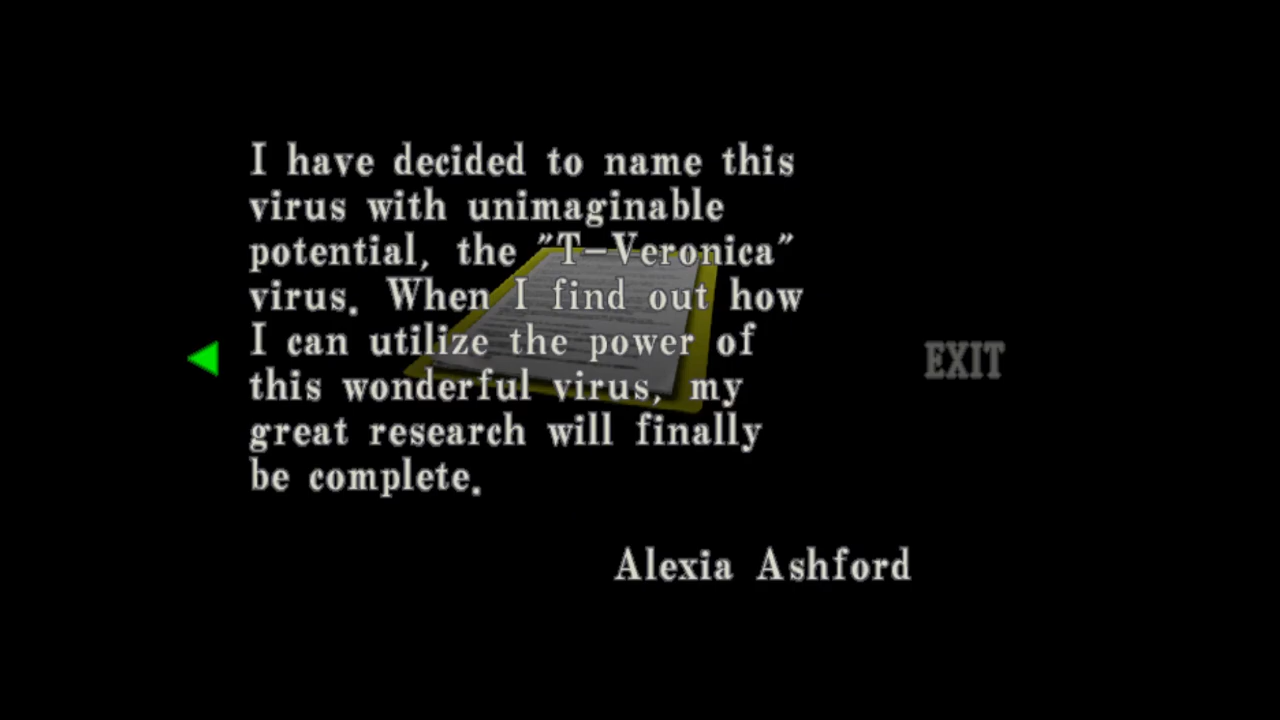 I have decided to name this
virus with unimaginable
potential, the "T-Veronica"
virus. When I find out how
I can utilize the power of
this wonderful virus, my
great research will finally
be complete.
EXIT
Alexia Ashford